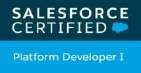 SALESFORCE
CERTIFIED
Platform Developer I